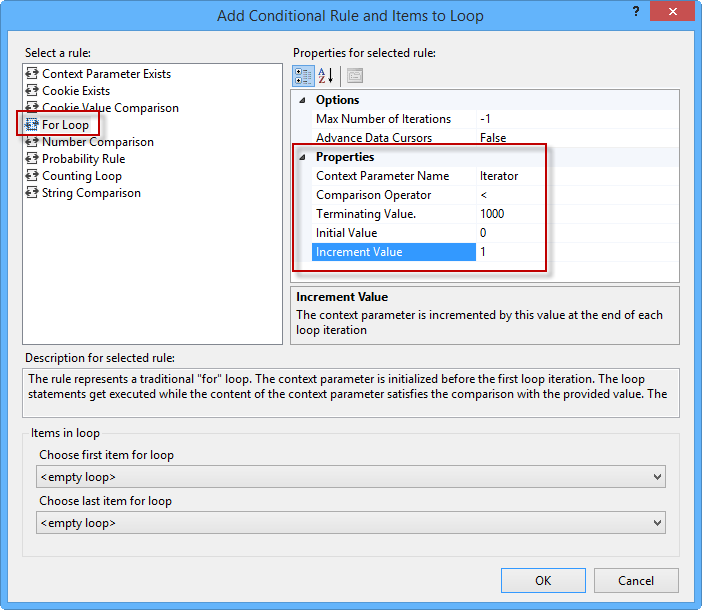 Add Conditional Rule and Items to Loop
?
Select a rule:
Context Parameter Exists
Cookie Exists
Cookie Value Comparison
For Loop
Number Comparison
Probability Rule
Counting Loop
String Comparison
Properties for selected rule:
Options
Max Number of Iterations -1
Advance Data Cursors False
Properties
Context Parameter Name Iterator
Comparison Operator <
Terminating Value. 1000
Initial Value 0
Increment Value 1
Increment Value
The context parameter is incremented by this value at the end of each
loop iteration
Description for selected rule:
The rule represents a traditional "for" loop. The context parameter is initialized before the first loop iteration. The loop
statements get executed while the content of the context parameter satisfies the comparison with the provided value. The
Items in loop
Choose first item for loop
<empty loop>
Choose last item for loop
<empty loop>
OK Cancel